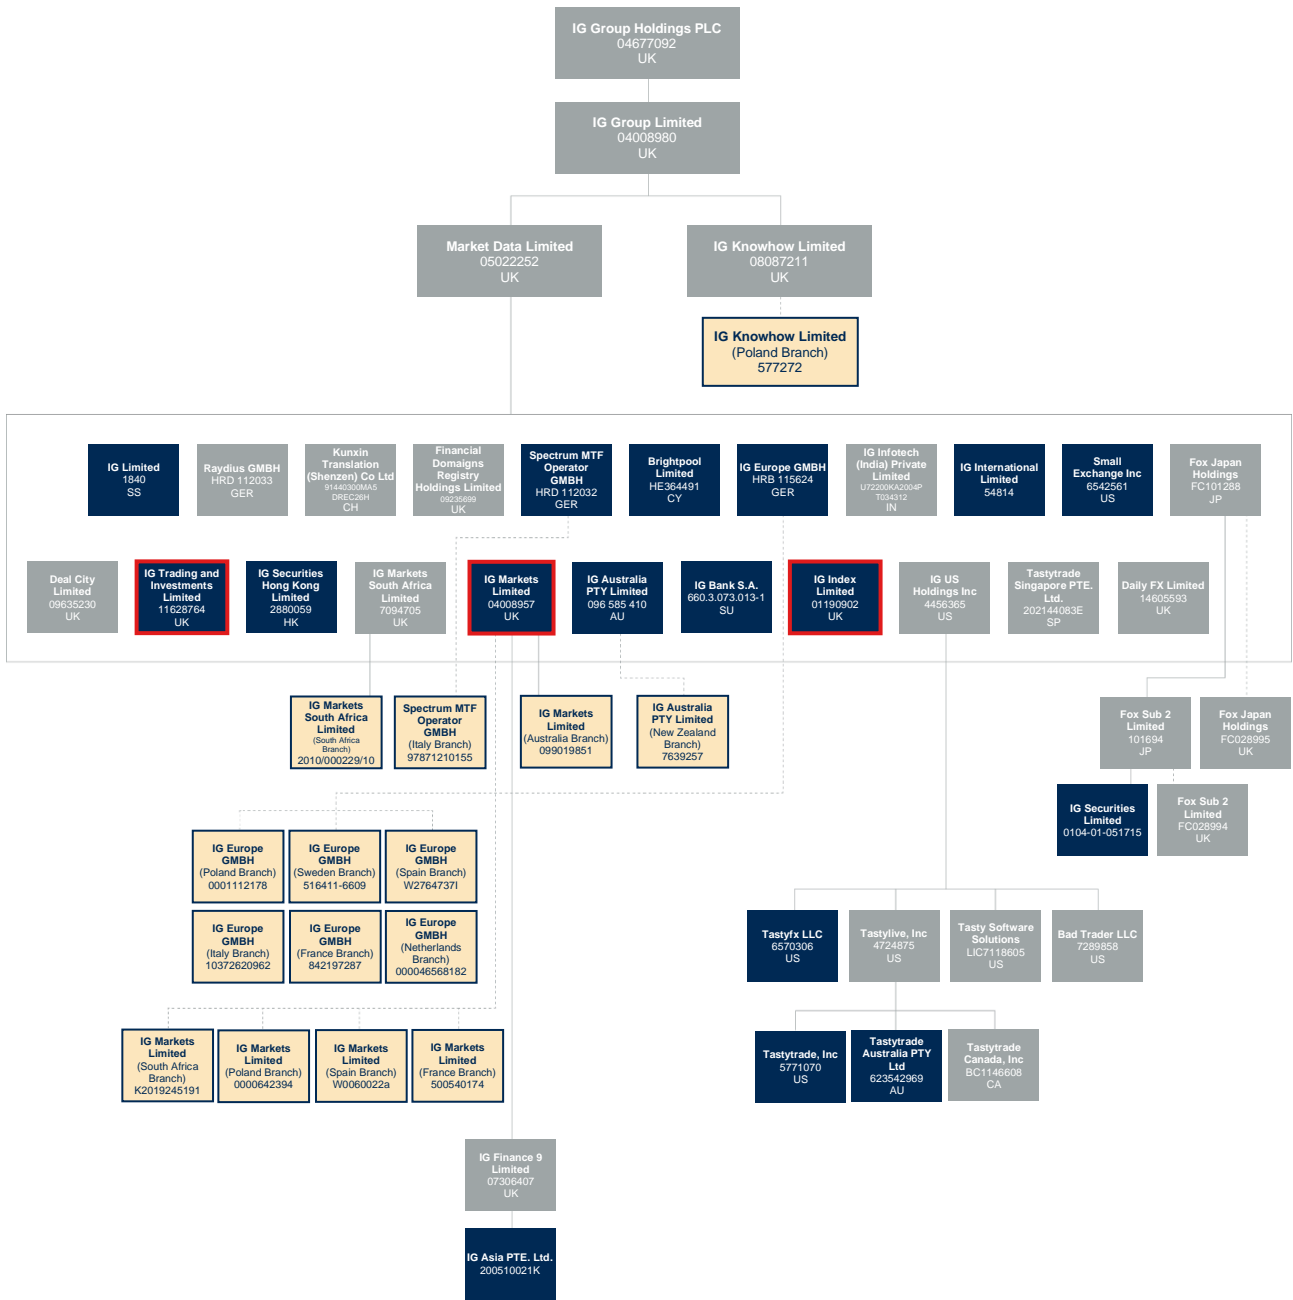 IG Group Holdings PLC
04677092
UK
IG Group Limited
04008980
UK
Market Data Limited
05022252
UK
IG Knowhow Limited
08087211
UK
IG Knowhow Limited
(Poland Branch)
577272
IG Limited
1840
SS
Raydius GMBH
HRD 112033
GER
Kunxin
Translation
(Shenzen) Co Ltd
91440300MA5
DREC26H
CH
Financial
Domaigns
Registry
Holdings Limited
09235699
UK
Spectrum MTF
Operator
GMBH
HRD 112032
GER
Brightpool
Limited
HE364491
CY
IG Europe GMBH
HRB 115624
GER
IG Infotech
(India) Private
Limited
U72200KA2004P
T034312
IN
IG International
Limited
54814
Small
Exchange Inc
6542561
US
Fox Japan
Holdings
FC101288
JP
Deal City
Limited
09635230
UK
IG Trading and
Investments
Limited
11628764
UK
IG Securities
Hong Kong
Limited
2880059
HK
IG Markets
South Africa
Limited
7094705
UK
IG Markets
Limited
04008957
UK
IG Australia
PTY Limited
096 585 410
AU
IG Bank S.A.
660.3.073.013-1
SU
IG Index
Limited
01190902
UK
IG US
Holdings Inc
4456365
US
Tastytrade
Singapore PTE.
Ltd.
202144083E
SP
Daily FX Limited
14605593
UK
IG Markets
South Africa
Limited
(South Africa
Branch)
2010/000229/10
Spectrum MTF
Operator
GMBH
(Italy Branch)
97871210155
IG Markets
Limited
(Australia Branch)
099019851
IG Australia
PTY Limited
(New Zealand
Branch)
7639257
Fox Sub 2
Limited
101694
JP
Fox Japan
Holdings
FC028995
UK
IG Securities
Limited
0104-01-051715
Fox Sub 2
Limited
FC028994
UK
IG Europe
GMBH
(Poland Branch)
0001112178
IG Europe
GMBH
(Sweden Branch)
516411-6609
IG Europe
GMBH
(Spain Branch)
W2764737I
IG Europe
GMBH
(Italy Branch)
10372620962
IG Europe
GMBH
(France Branch)
842197287
IG Europe
GMBH
(Netherlands
Branch)
000046568182
Tastyfx LLC
6570306
US
Tastylive, Inc
4724875
US
Tasty Software
Solutions
LIC7118605
US
Bad Trader LLC
7289858
US
IG Markets
Limited
(South Africa
Branch)
K2019245191
IG Markets
Limited
(Poland Branch)
0000642394
IG Markets
Limited
(Spain Branch)
W0060022a
IG Markets
Limited
(France Branch)
500540174
Tastytrade, Inc
5771070
US
Tastytrade
Australia PTY
Ltd
623542969
AU
Tastytrade
Canada, Inc
BC1146608
CA
IG Finance 9
Limited
07306407
UK
IG Asia PTE. Ltd.
200510021K